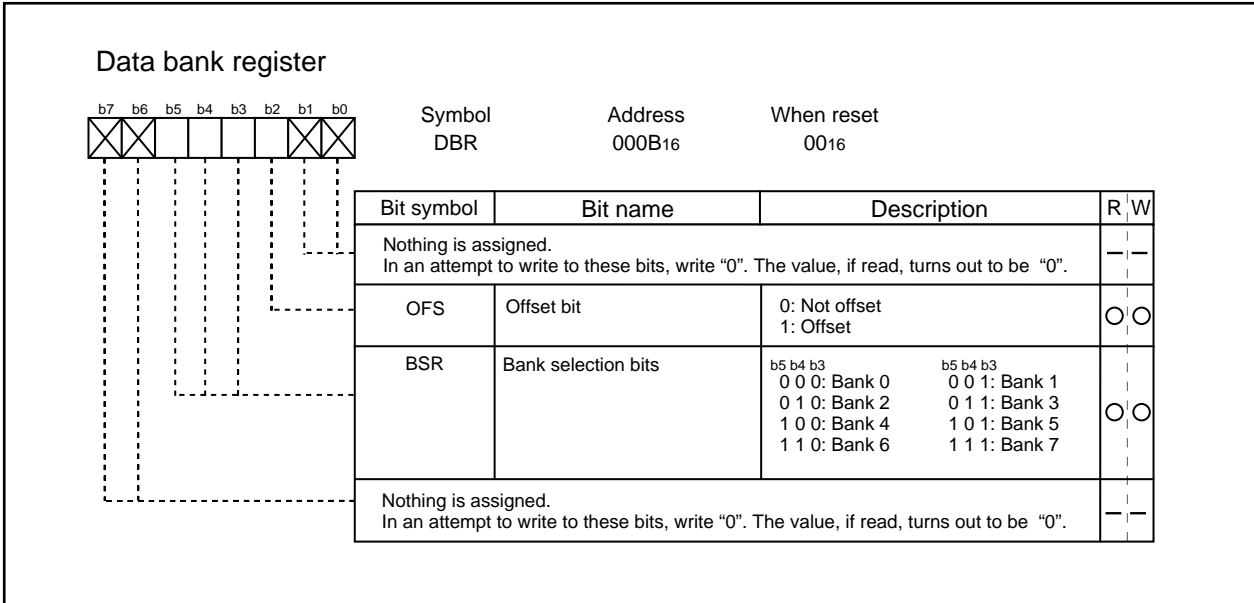 Data bank register
b7 b6 b5 b4 b3 b2 b1 b0
Symbol Address When reset
DBR 000B16 0016
Bit symbol Bit name Description R W
Nothing is assigned.
In an attempt to write to these bits, write “0”. The value, if read, turns out to be “0”.
OFS Offset bit 0: Not offset
1: Offset
BSR Bank selection bits b5 b4 b3 b5 b4 b3
0 0 0: Bank 0 0 0 1: Bank 1
0 1 0: Bank 2 0 1 1: Bank 3
1 0 0: Bank 4 1 0 1: Bank 5
1 1 0: Bank 6 1 1 1: Bank 7
Nothing is assigned.
In an attempt to write to these bits, write “0”. The value, if read, turns out to be “0”.